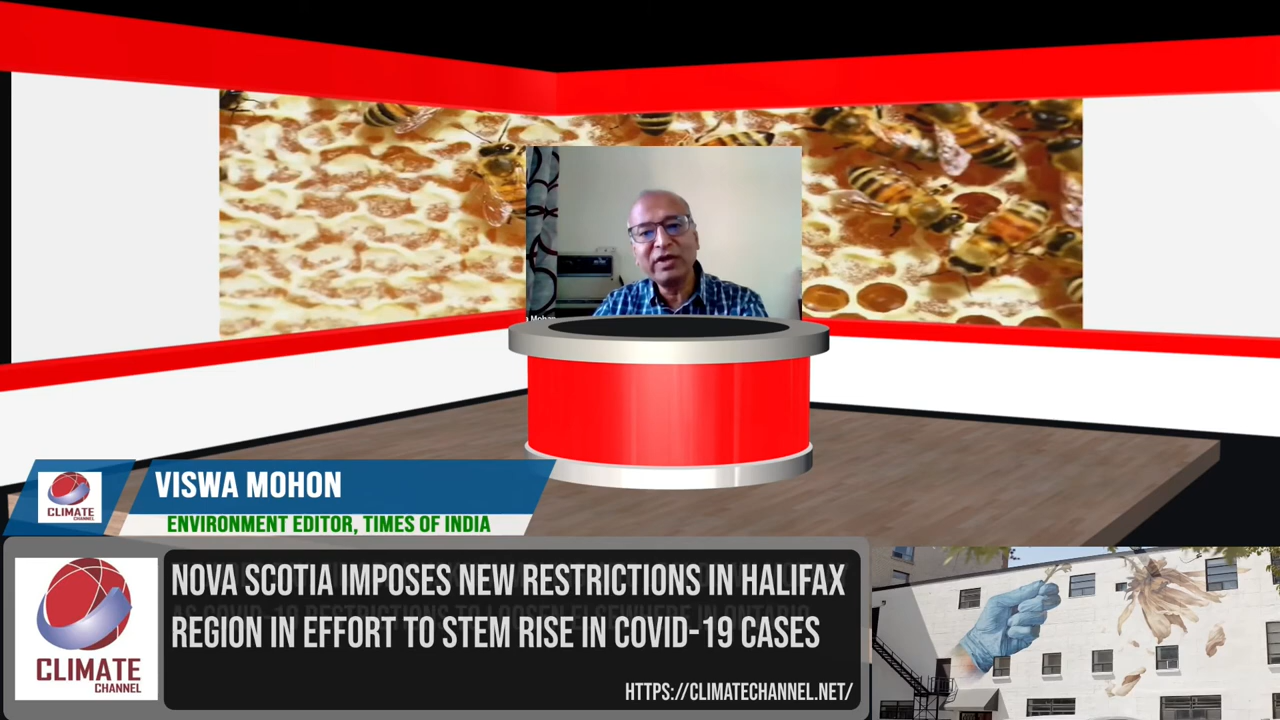 a Mohan
VISWA MOHON
CLIMATE
CHANNEL
ENVIRONMENT EDITOR, TIMES OF INDIA
NOVA SCOTIA IMPOSES NEW RESTRICTIONS IN HALIFAX
REGION IN EFFORT TO STEM RISE IN COVID-19 CASES
CLIMATE
CHANNEL
HTTPS://CLIMATECHANNEL.NET/